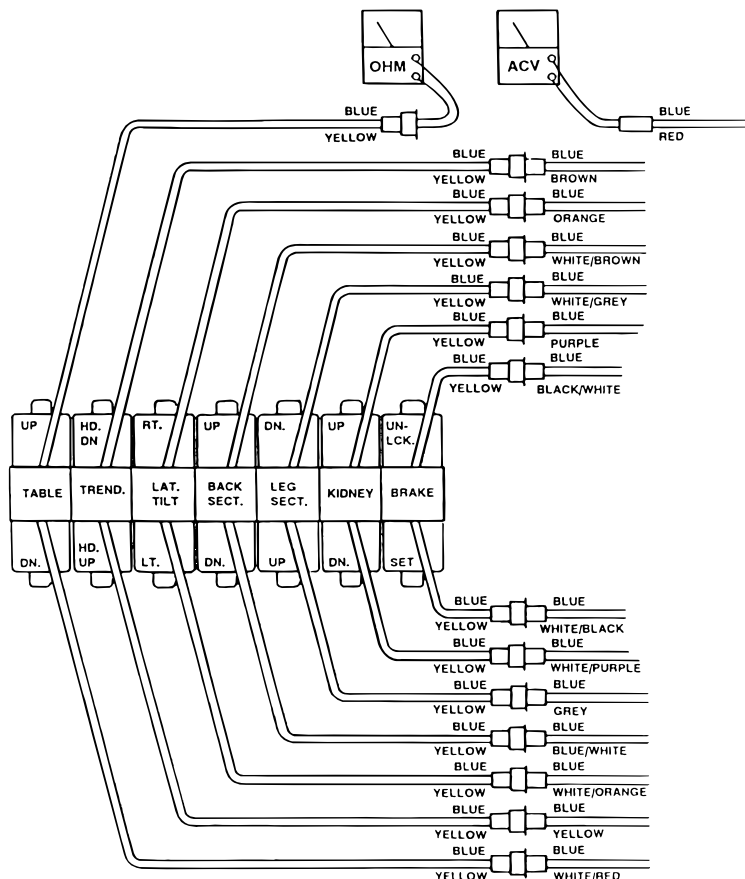 OHM
ACV
BLUE
YELLOW
BLUE
RED
BLUE
YELLOW
BLUE
BROWN
BLUE
YELLOW
BLUE
ORANGE
BLUE
YELLOW
BLUE
WHITE/BROWN
BLUE
YELLOW
BLUE
WHITE/GREY
BLUE
YELLOW
BLUE
PURPLE
BLUE
YELLOW
BLUE
BLACK/WHITE
UP
HD.
DN
RT.
UP
DN.
UP
UN-
LCK.
TABLE
TREND.
LAT.
TILT
BACK
SECT.
LEG
SECT.
KIDNEY
BRAKE
DN.
HD.
UP
LT.
DN.
UP
DN.
SET
BLUE
YELLOW
BLUE
WHITE/BLACK
BLUE
YELLOW
BLUE
WHITE/PURPLE
BLUE
YELLOW
BLUE
GREY
BLUE
YELLOW
BLUE
BLUE/WHITE
BLUE
YELLOW
BLUE
WHITE/ORANGE
BLUE
YELLOW
BLUE
YELLOW
BLUE
YELLOW
BLUE
WHITE/RED